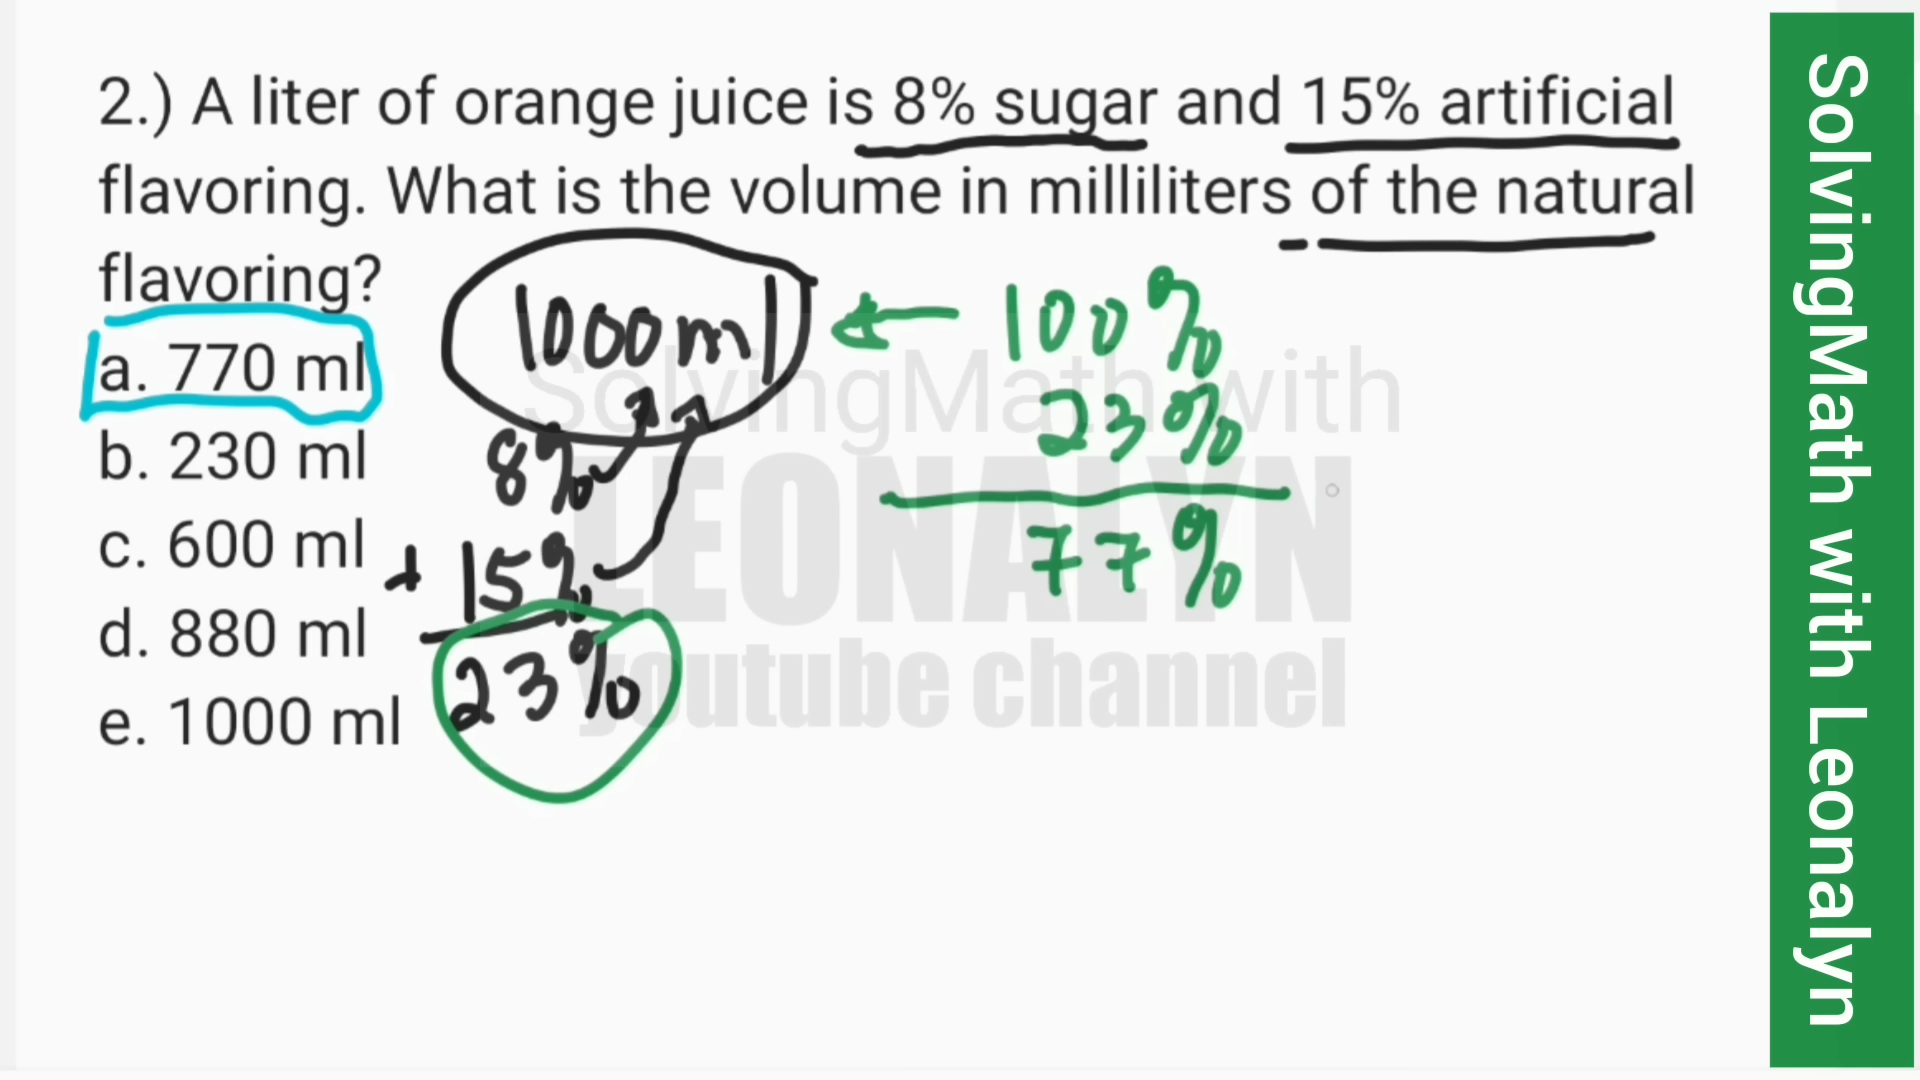 2.) A liter of orange juice is 8% sugar and 15% artificial
flavoring. What is the volume in milliliters of the natural
flavoring?
a. 770 ml
b. 230 ml
c. 600 ml
d. 880 ml
e. 1000 ml
1000 ml
8%
+ 15%
23%
← 100%
23%
77%
SolvingMath with
LEONALYN
youtube channel
SolvingMath with Leonalyn